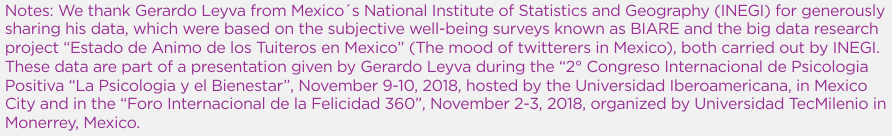 Notes: We thank Gerardo Leyva from Mexico´s National Institute of Statistics and Geography (INEGI) for generously
sharing his data, which were based on the subjective well-being surveys known as BIARE and the big data research
project “Estado de Animo de los Tuiteros en Mexico” (The mood of twitterers in Mexico), both carried out by INEGI.
These data are part of a presentation given by Gerardo Leyva during the “2° Congreso Internacional de Psicologia
Positiva “La Psicologia y el Bienestar”, November 9-10, 2018, hosted by the Universidad Iberoamericana, in Mexico
City and in the “Foro Internacional de la Felicidad 360”, November 2-3, 2018, organized by Universidad TecMilenio in
Monerrey, Mexico.